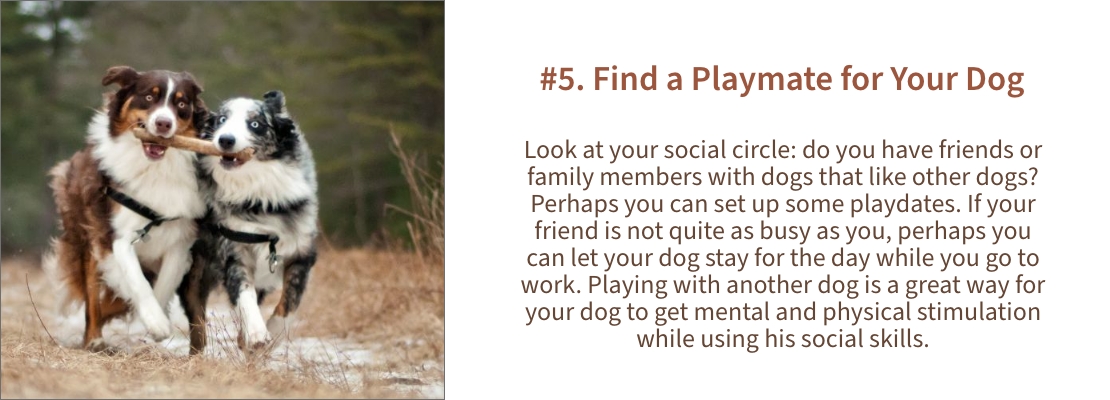 #5. Find a Playmate for Your Dog
Look at your social circle: do you have friends or
family members with dogs that like other dogs?
Perhaps you can set up some playdates. If your
friend is not quite as busy as you, perhaps you
can let your dog stay for the day while you go to
work. Playing with another dog is a great way for
your dog to get mental and physical stimulation
while using his social skills.